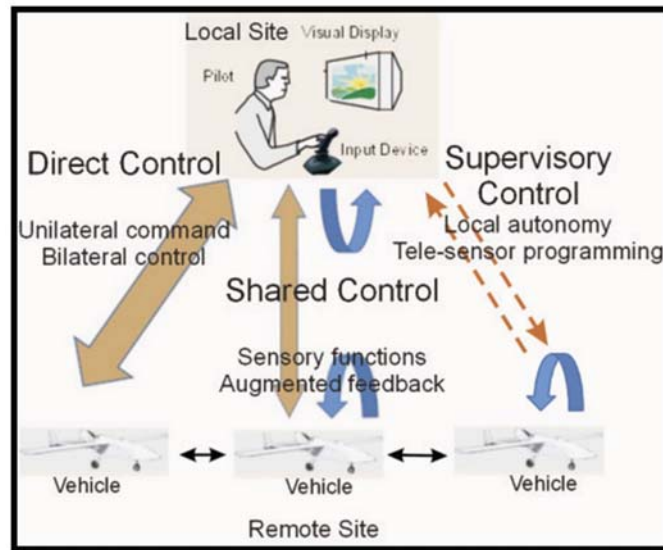 Local Site
Visual Display
Pilot
Input Device
Direct Control
Unilateral command
Bilateral control
Supervisory
Control
Local autonomy
Tele-sensor programming
Shared Control
Sensory functions
Augmented feedback
Vehicle
Vehicle
Vehicle
Remote Site